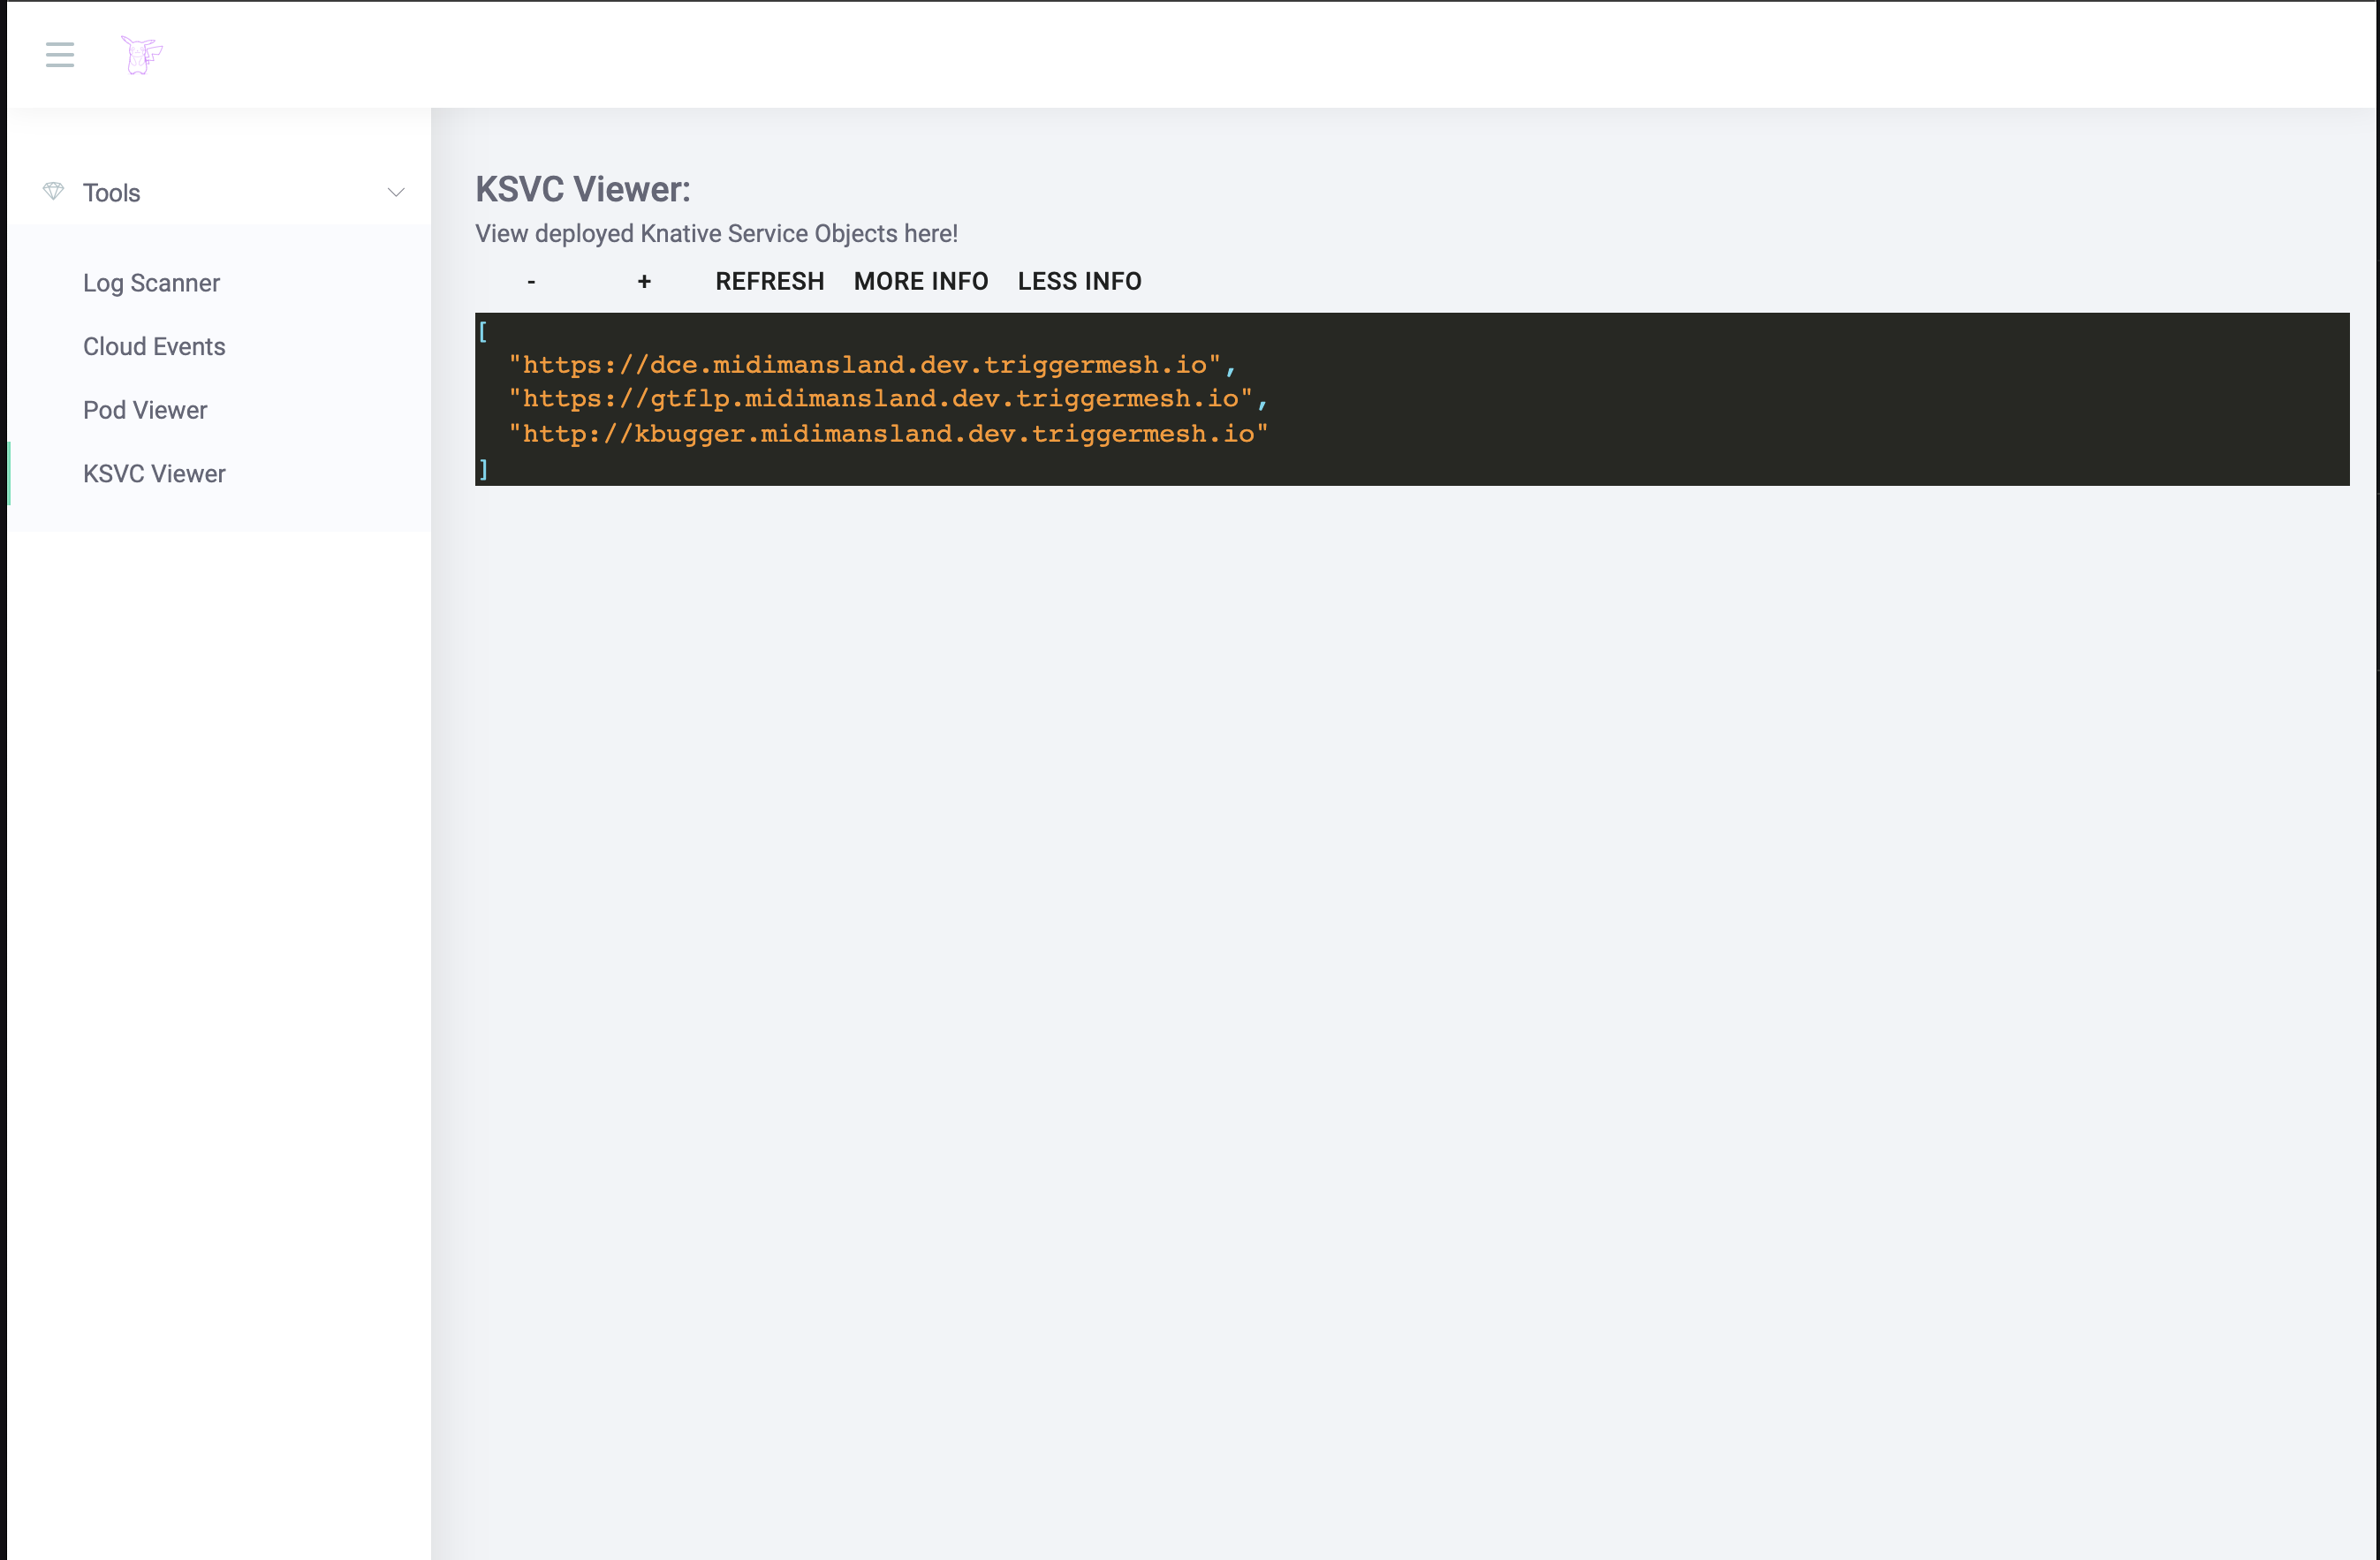 Tools
Log Scanner
Cloud Events
Pod Viewer
KSVC Viewer
KSVC Viewer:
View deployed Knative Service Objects here!
- + REFRESH MORE INFO LESS INFO
[
"https://dce.midimansland.dev.triggermesh.io",
"https://gtflp.midimansland.dev.triggermesh.io",
"http://kbugger.midimansland.dev.triggermesh.io"
]